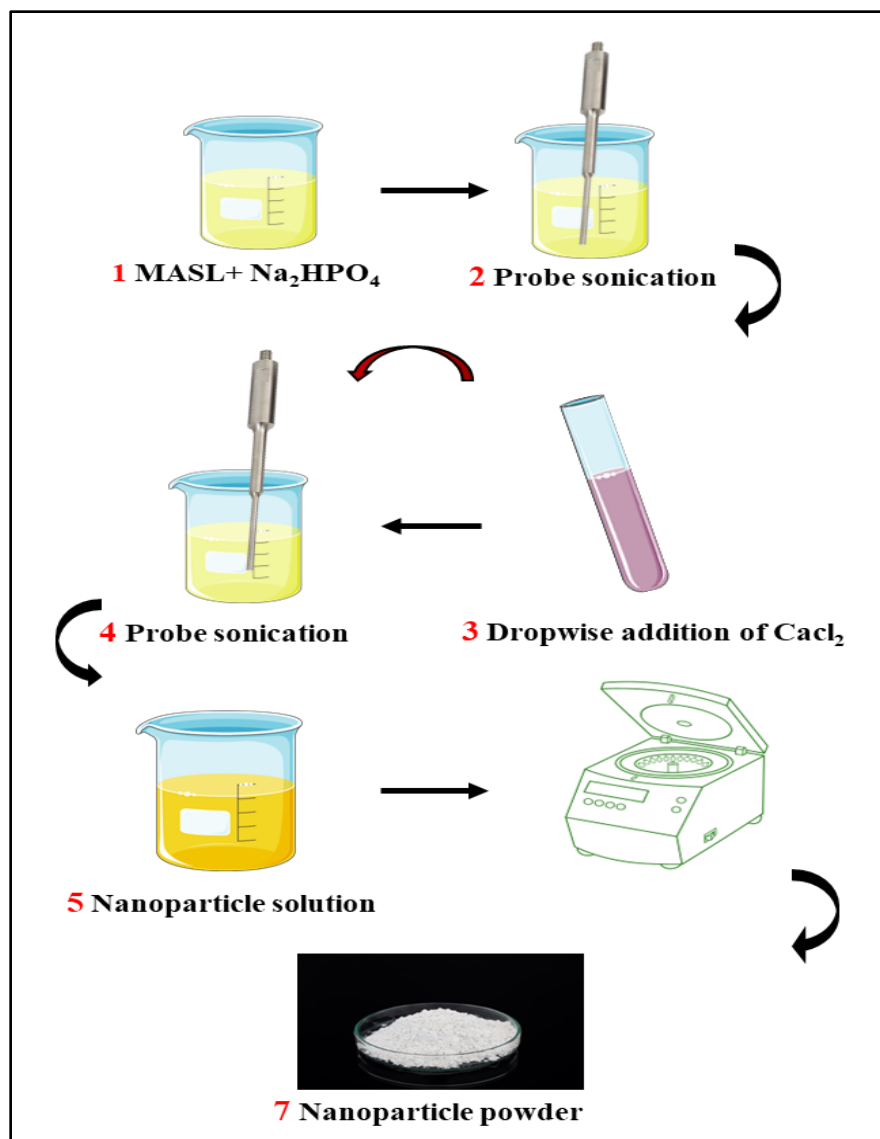 1 MASL+ Na₂HPO₄
2 Probe sonication
3 Dropwise addition of Cacl₂
4 Probe sonication
5 Nanoparticle solution
7 Nanoparticle powder